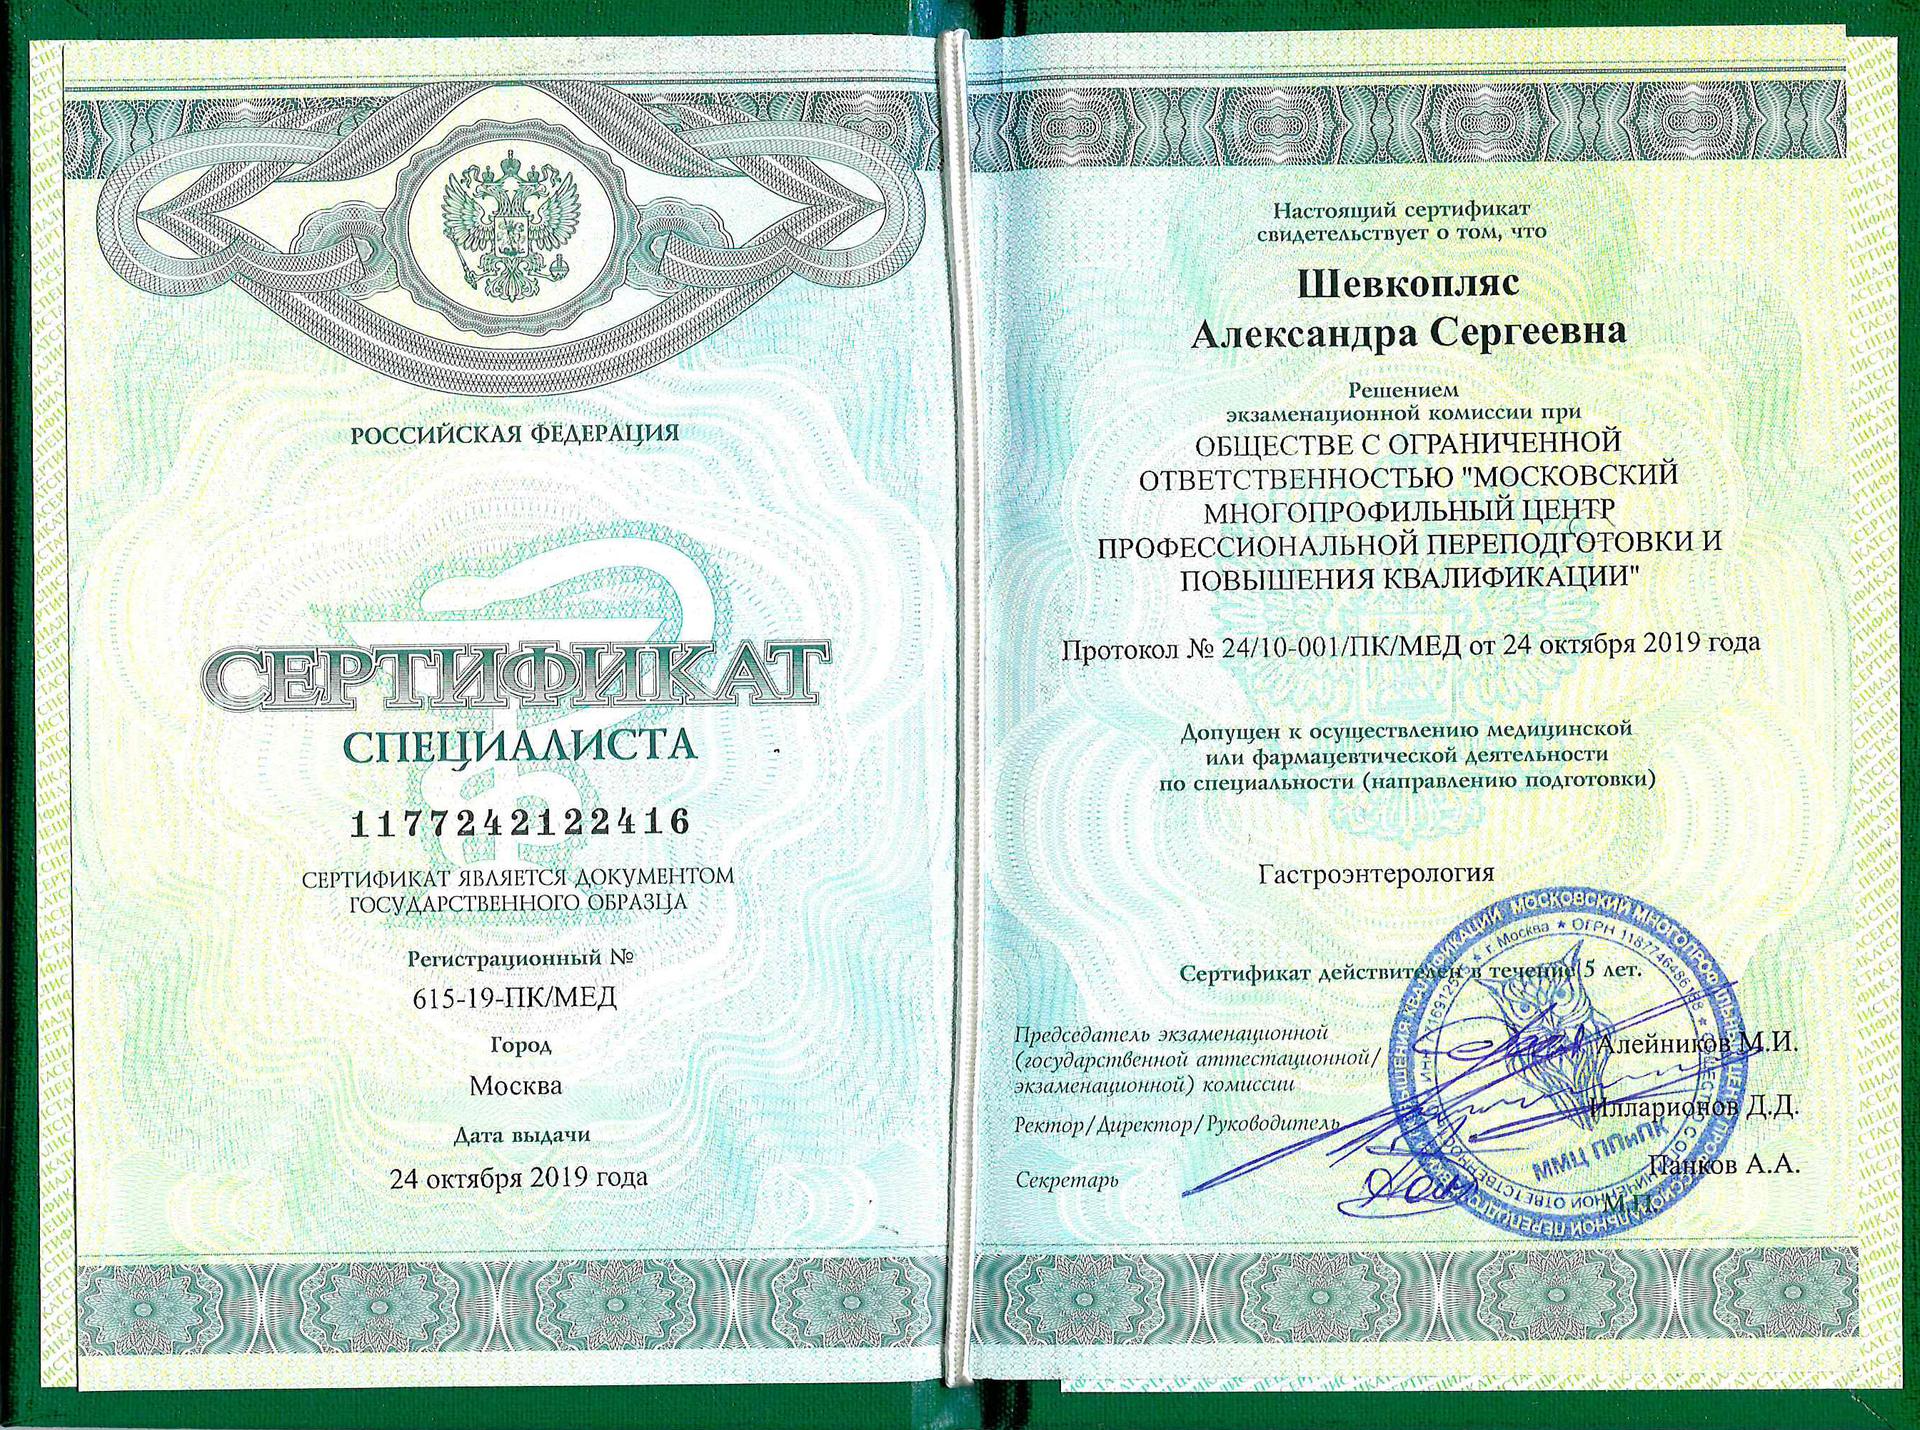 РОССИЙСКАЯ ФЕДЕРАЦИЯ
СЕРТИФИКАТ
СПЕЦИАЛИСТА
1177242122416
СЕРТИФИКАТ ЯВЛЯЕТСЯ ДОКУМЕНТОМ
ГОСУДАРСТВЕННОГО ОБРАЗЦА
Регистрационный №
615-19-ПК/МЕД
Город
Москва
Дата выдачи
24 октября 2019 года
Настоящий сертификат
свидетельствует о том, что
Шевкопляс
Александра Сергеевна
Решением
экзаменационной комиссии при
ОБЩЕСТВЕ С ОГРАНИЧЕННОЙ
ОТВЕТСТВЕННОСТЬЮ "МОСКОВСКИЙ
МНОГОПРОФИЛЬНЫЙ ЦЕНТР
ПРОФЕССИОНАЛЬНОЙ ПЕРЕПОДГОТОВКИ И
ПОВЫШЕНИЯ КВАЛИФИКАЦИИ"
Протокол № 24/10-001/ПК/МЕД от 24 октября 2019 года
Допущен к осуществлению медицинской
или фармацевтической деятельности
по специальности (направлению подготовки)
Гастроэнтерология
Сертификат действителен в течение 5 лет.
Председатель экзаменационной
(государственной аттестационной/
экзаменационной) комиссии
Алейников М.И.
Ректор/Директор/Руководитель
Илларионов Д.Д.
Секретарь
Панков А.А.
М.П.
г. Москва ★ ОГРН
ММЦ ППиПК